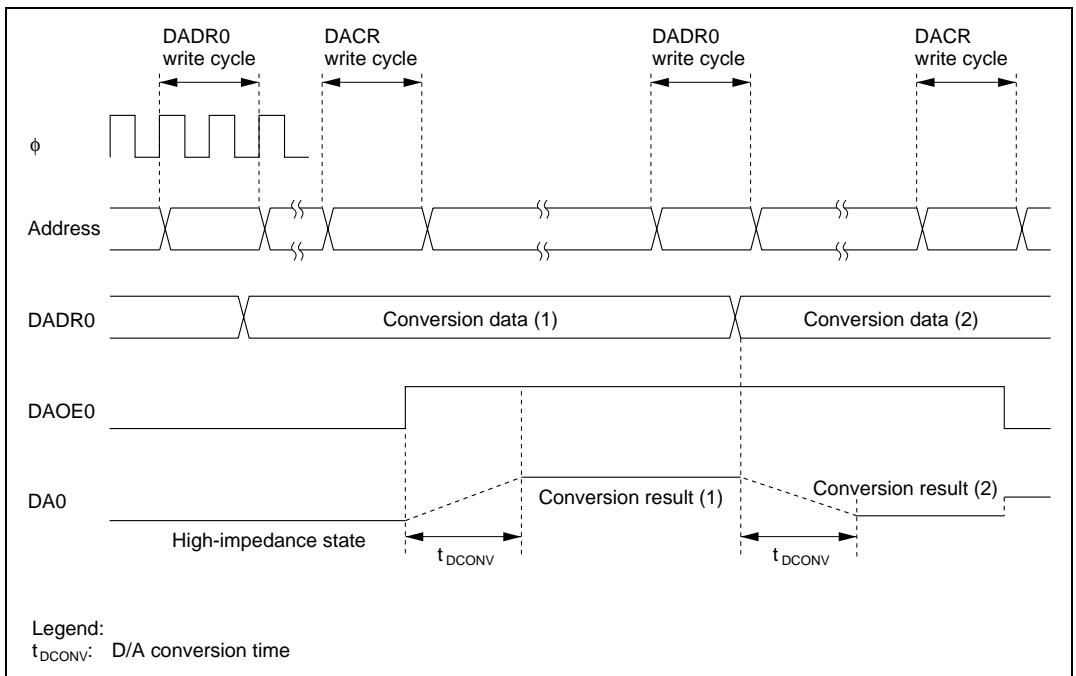 DADR0
write cycle
DACR
write cycle
DADR0
write cycle
DACR
write cycle
ϕ
Address
DADR0
Conversion data (1)
Conversion data (2)
DAOE0
DA0
Conversion result (1)
Conversion result (2)
High-impedance state
t DCONV
t DCONV
Legend:
t DCONV: D/A conversion time